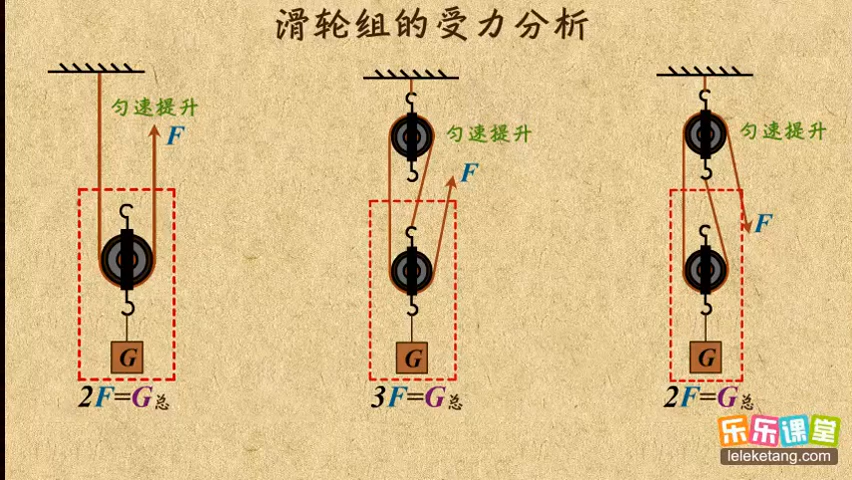 滑轮组的受力分析
匀速提升
F
G
2F=G总
匀速提升
F
G
3F=G总
匀速提升
F
G
2F=G总
乐乐课堂
leleketang.com